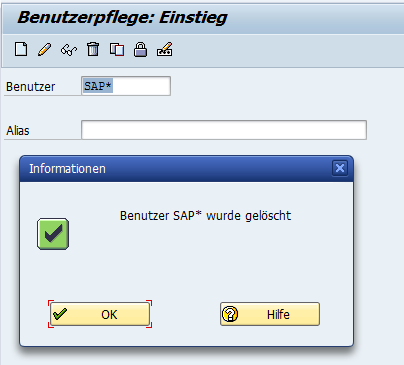 Benutzerpflege: Einstieg
Benutzer SAP*
Alias
Informationen
Benutzer SAP* wurde gelöscht
OK Hilfe